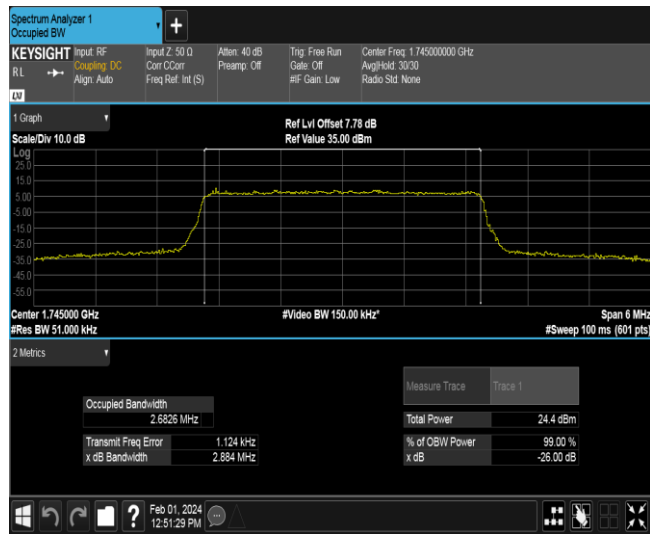 Spectrum Analyzer 1
Occupied BW
+
KEYSIGHT Input: RF Input Z: 50 Ω Atten: 40 dB Trig: Free Run Center Freq: 1.745000000 GHz
RL Coupling: DC Corr CCorr Preamp: Off Gate: Off Avg|Hold: 30/30
Align: Auto Freq Ref: Int (S) #IF Gain: Low Radio Std: None
LXI
1 Graph
Ref Lvl Offset 7.78 dB
Scale/Div 10.0 dB Ref Value 35.00 dBm
Log
25.0
15.0
5.00
-5.00
-15.0
-25.0
-35.0
-45.0
-55.0
Center 1.745000 GHz #Video BW 150.00 kHz* Span 6 MHz
#Res BW 51.000 kHz #Sweep 100 ms (601 pts)
2 Metrics
Measure Trace Trace 1
Occupied Bandwidth
2.6826 MHz
Total Power 24.4 dBm
Transmit Freq Error 1.124 kHz % of OBW Power 99.00 %
x dB Bandwidth 2.884 MHz x dB -26.00 dB
? Feb 01, 2024
12:51:29 PM